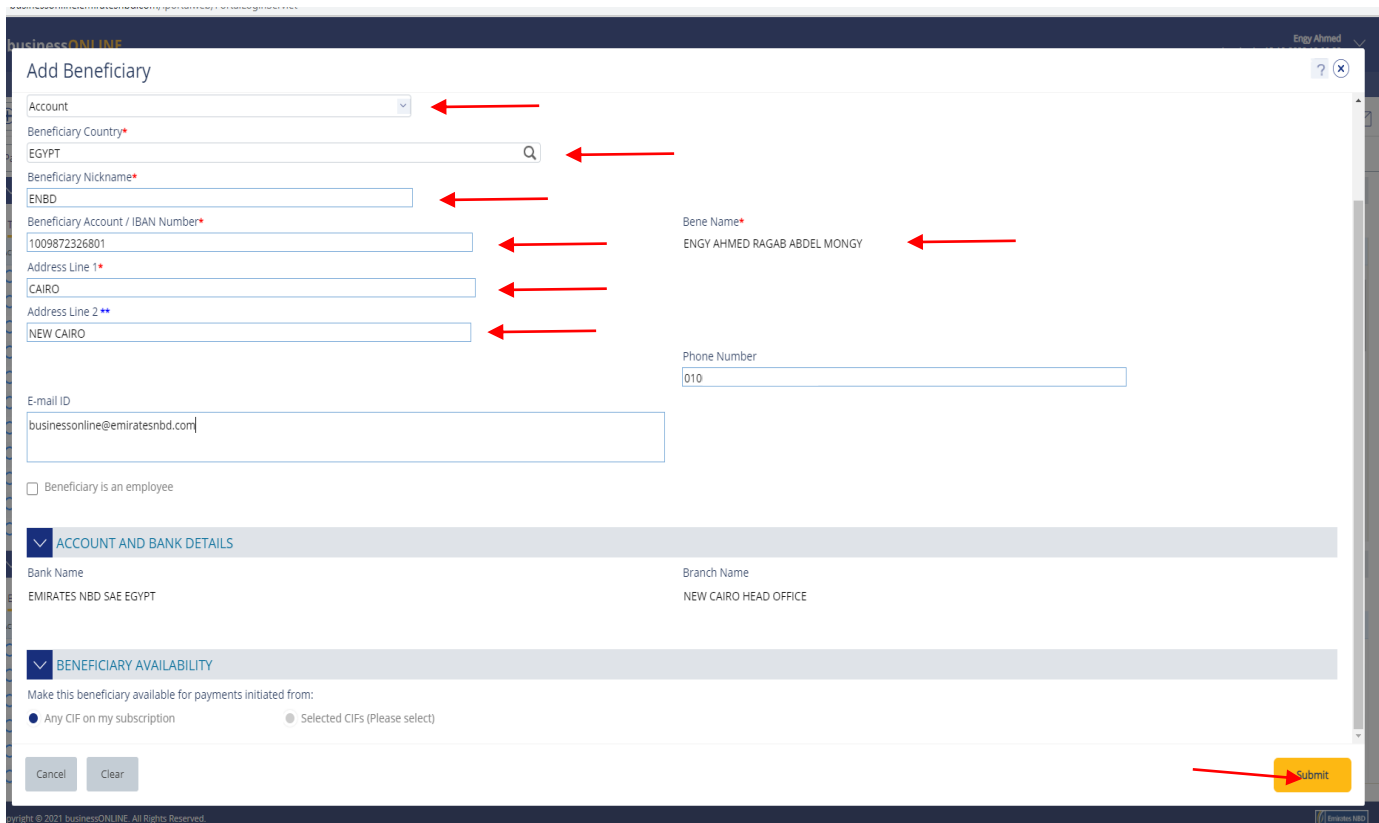 businessONLINE
Engy Ahmed
Add Beneficiary
?
Account
Beneficiary Country*
EGYPT
Beneficiary Nickname*
ENBD
Beneficiary Account / IBAN Number*
Bene Name*
1009872326801
ENGY AHMED RAGAB ABDEL MONGY
Address Line 1*
CAIRO
Address Line 2 **
NEW CAIRO
Phone Number
010
E-mail ID
businessonline@emiratesnbd.com
Beneficiary is an employee
ACCOUNT AND BANK DETAILS
Bank Name
Branch Name
EMIRATES NBD SAE EGYPT
NEW CAIRO HEAD OFFICE
BENEFICIARY AVAILABILITY
Make this beneficiary available for payments initiated from:
Any CIF on my subscription
Selected CIFs (Please select)
Cancel
Clear
Submit
pyright © 2021 businessONLINE. All Rights Reserved.
Emirates NBD